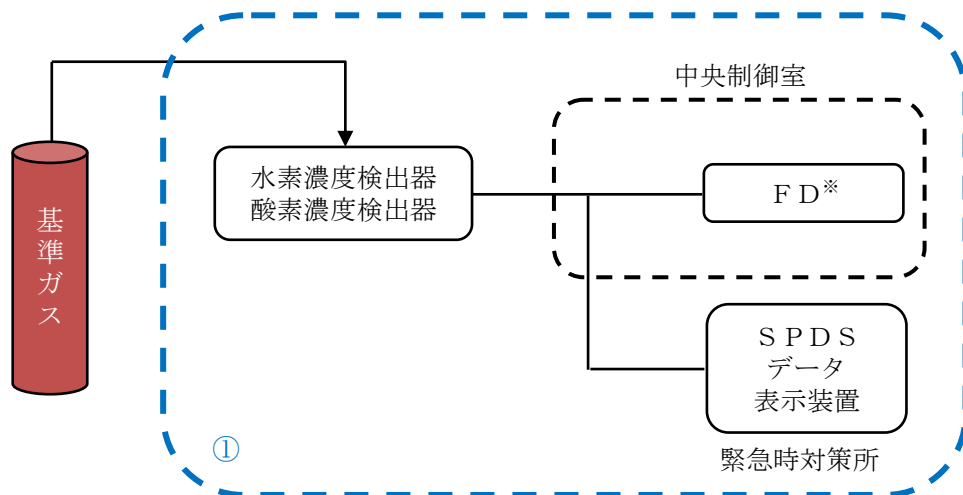 中央制御室
水素濃度検出器
酸素濃度検出器
ＦＤ※
基準ガス
ＳＰＤＳ
データ
表示装置
緊急時対策所
①